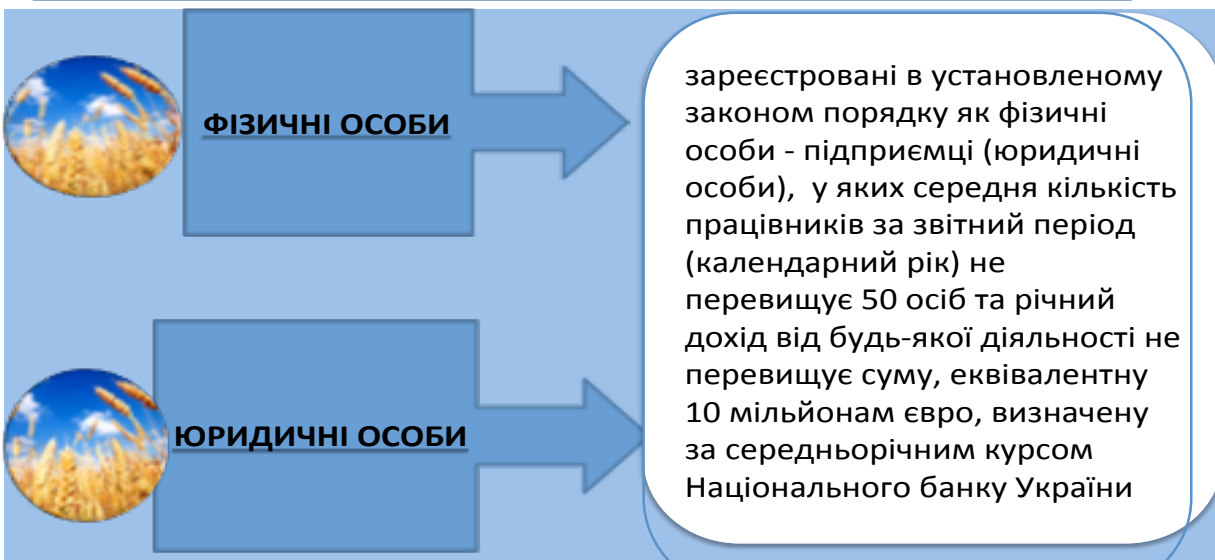 ФІЗИЧНІ ОСОБИ
ЮРИДИЧНІ ОСОБИ
зареєстровані в установленому
законом порядку як фізичні
особи - підприємці (юридичні
особи),  у яких середня кількість
працівників за звітний період
(календарний рік) не
перевищує 50 осіб та річний
дохід від будь-якої діяльності не
перевищує суму, еквівалентну
10 мільйонам євро, визначену
за середньорічним курсом
Національного банку України